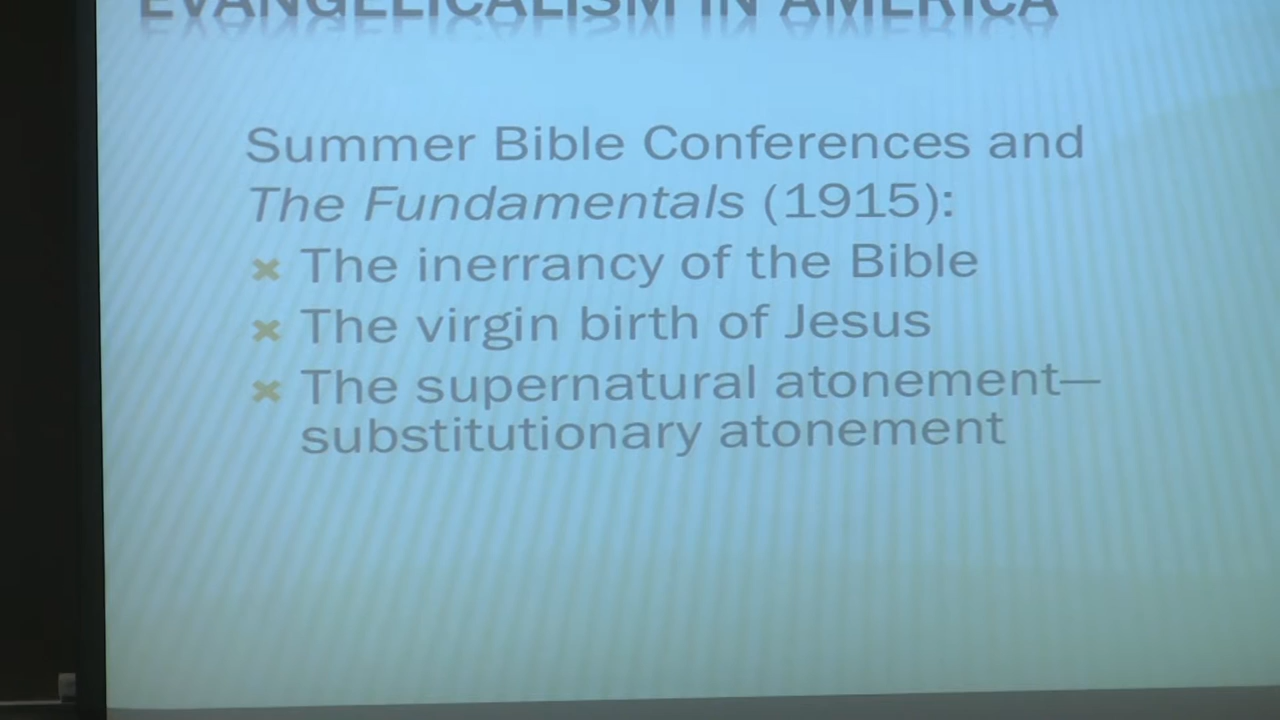 EVANGELICALISM IN AMERICA
Summer Bible Conferences and
The Fundamentals (1915):
The inerrancy of the Bible
The virgin birth of Jesus
The supernatural atonement—
substitutionary atonement